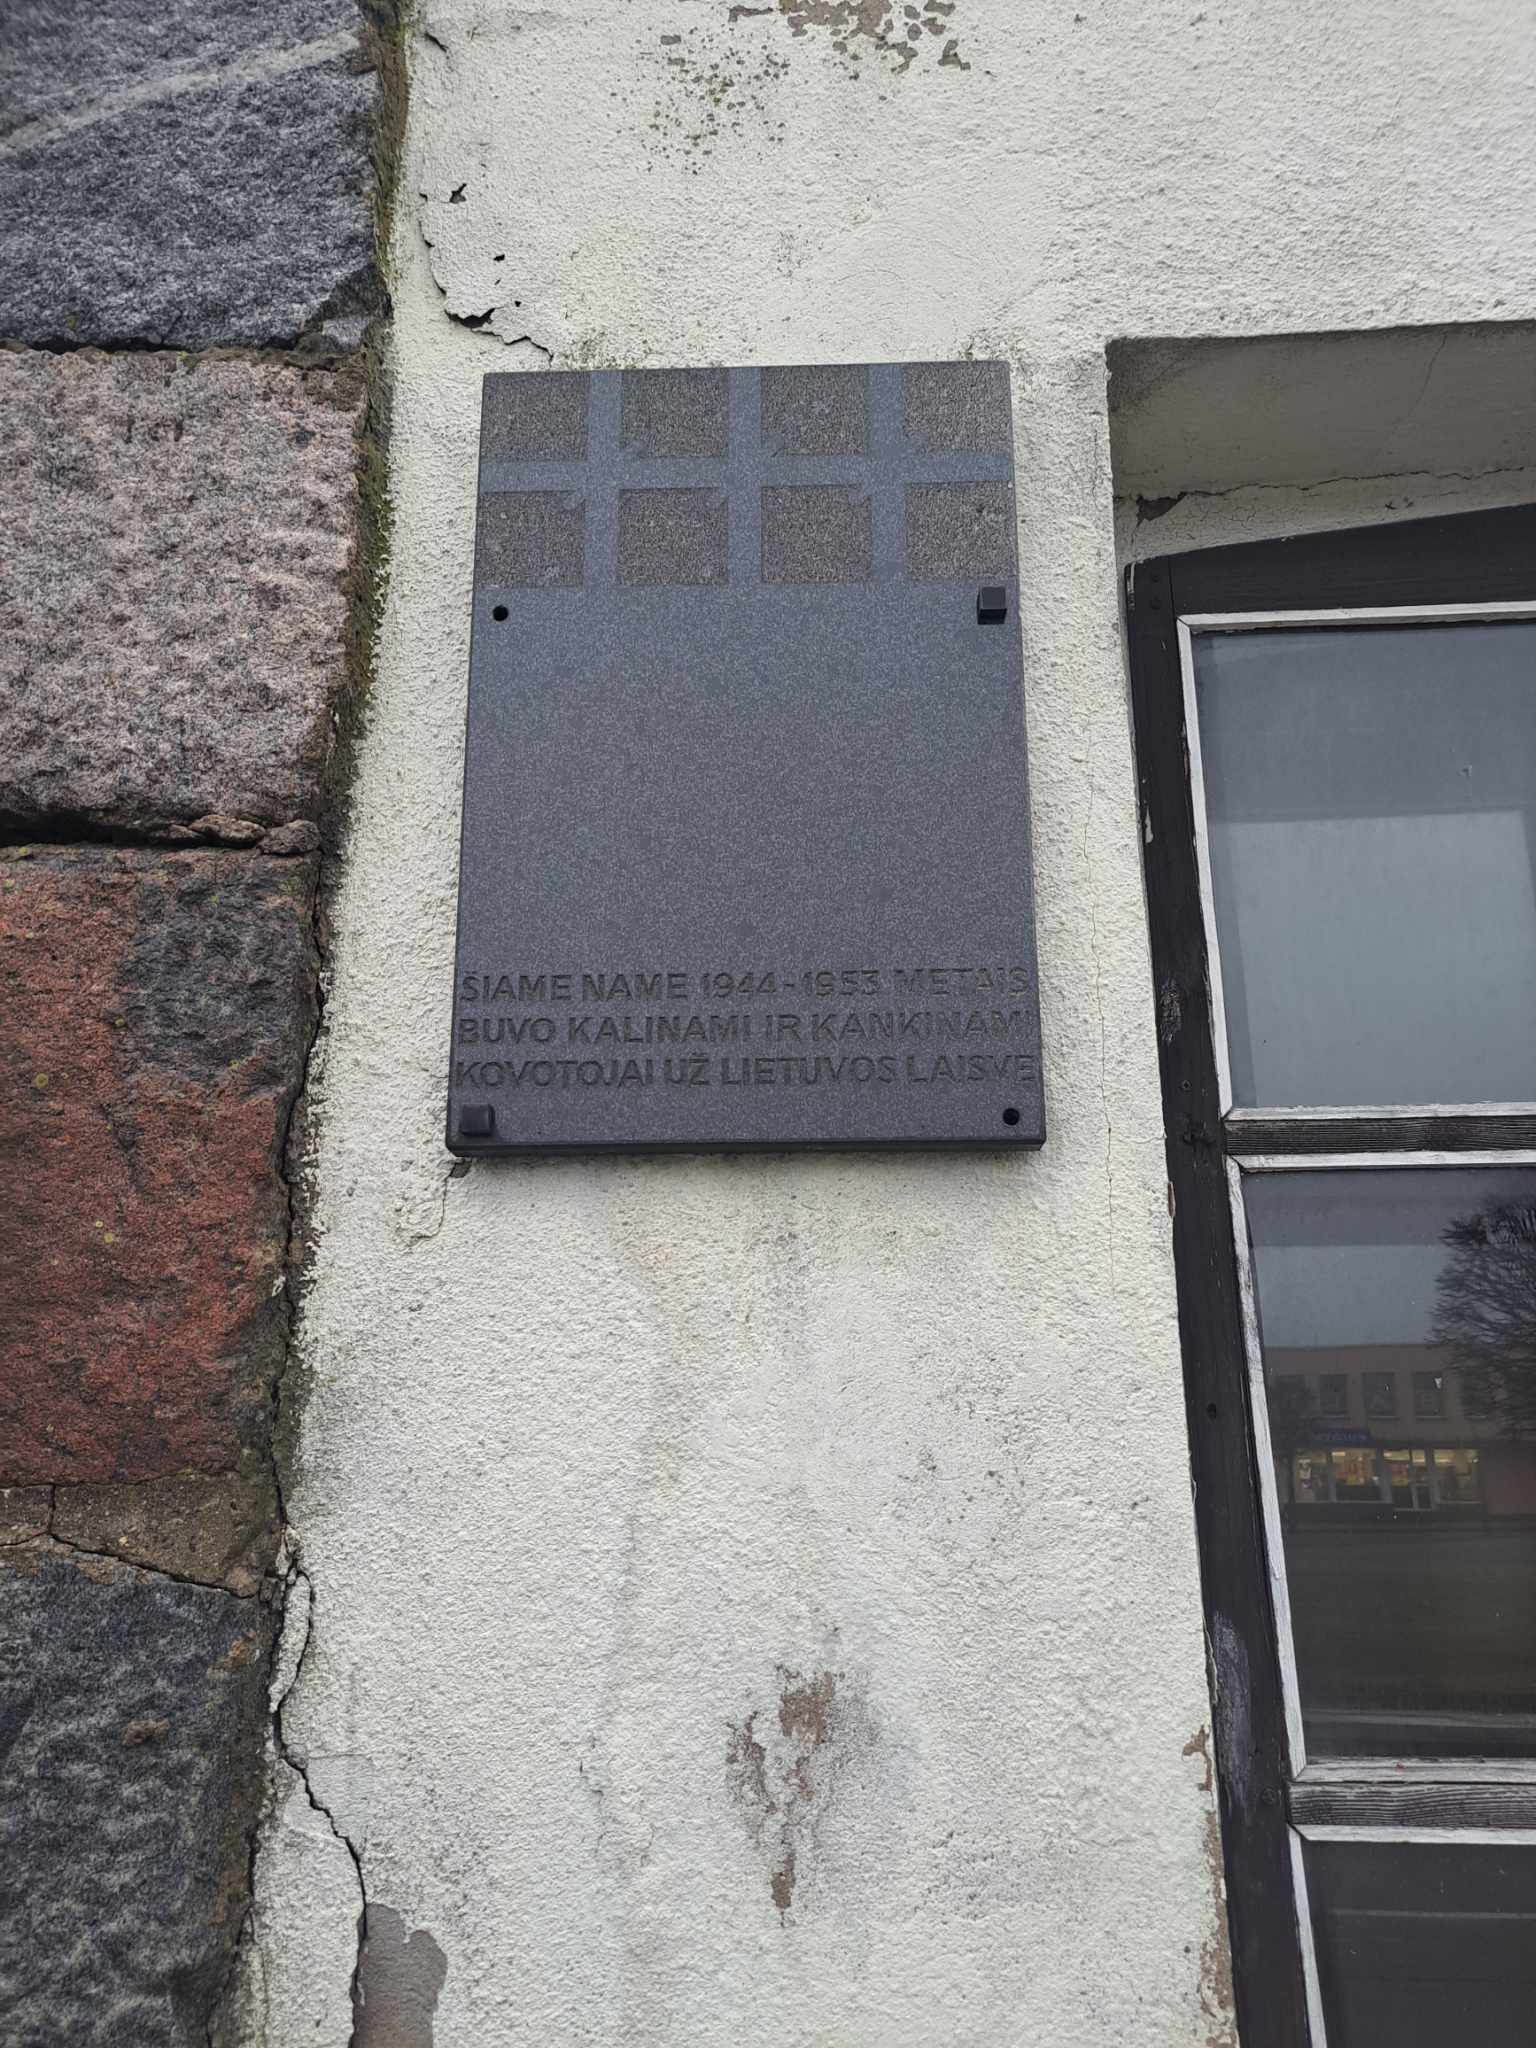 ŠIAME NAME 1944-1953 METAIS
BUVO KALINAMI IR KANKINAMI
KOVOTOJAI UŽ LIETUVOS LAISVĘ